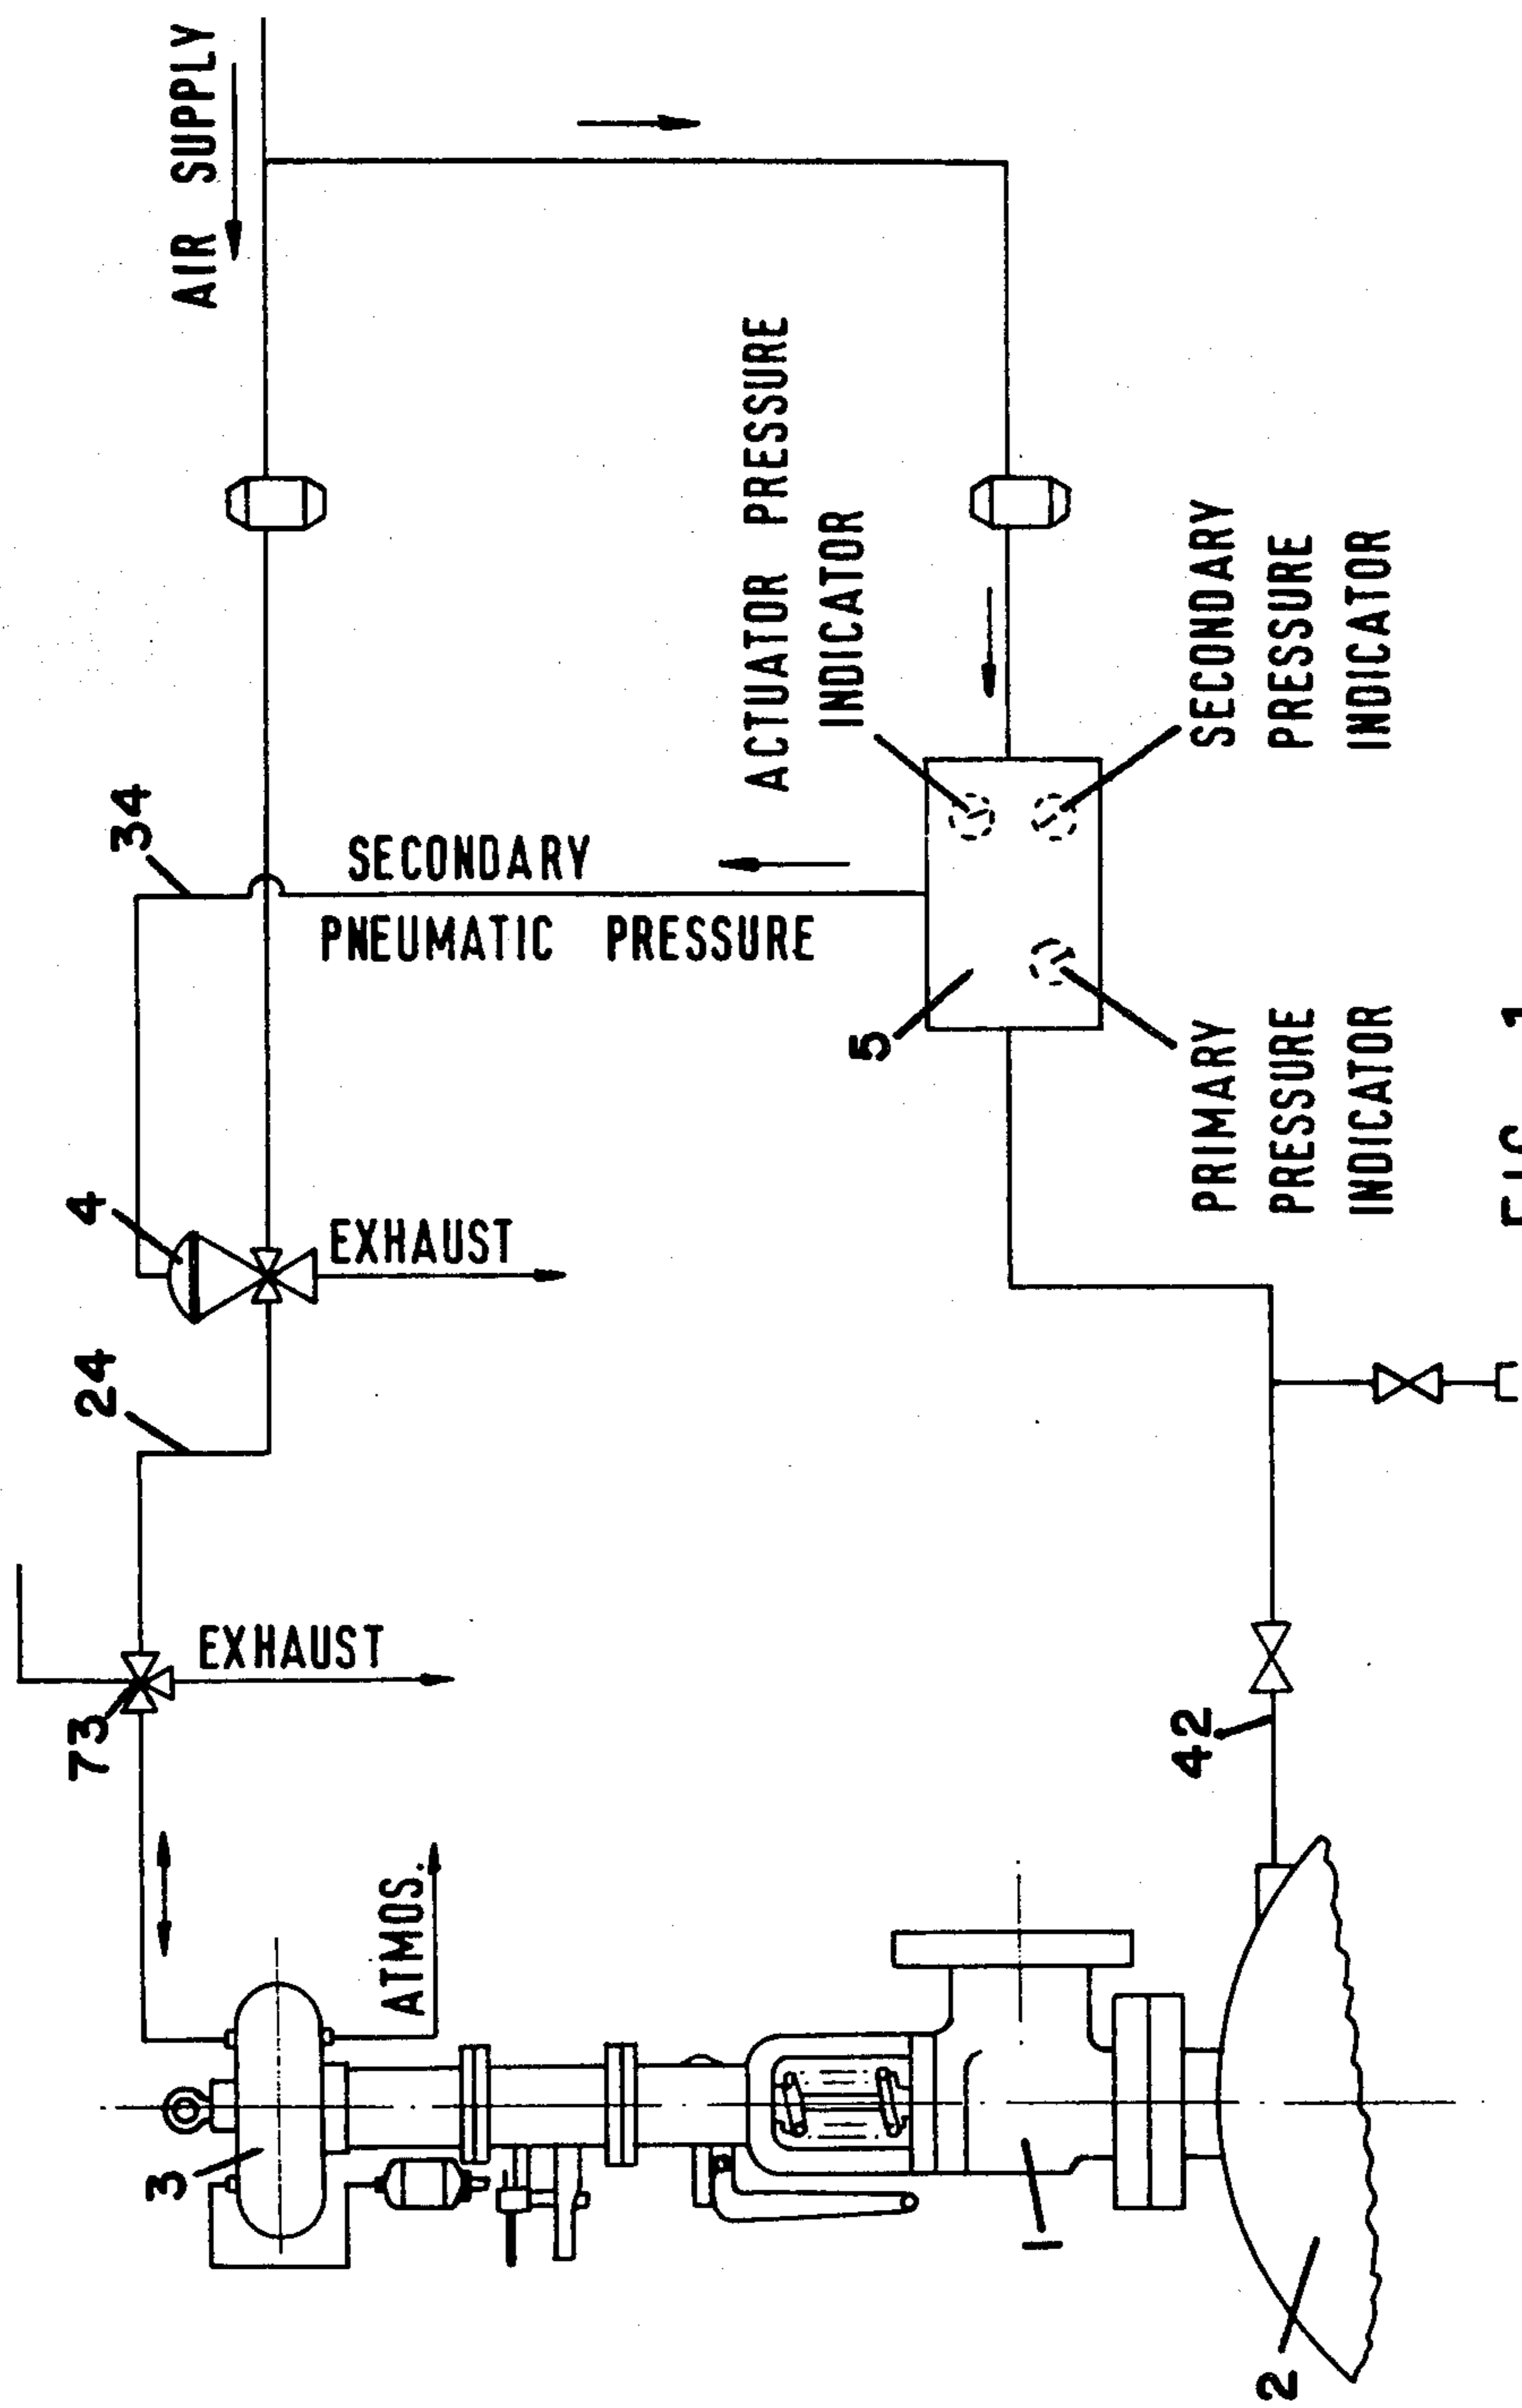 AIR SUPPLY
34
4
24
73
EXHAUST
EXHAUST
SECONDARY
PNEUMATIC PRESSURE
ACTUATOR PRESSURE
INDICATOR
3
ATMOS.
5
42
1
2
PRIMARY
PRESSURE
INDICATOR
SECONDARY
PRESSURE
INDICATOR